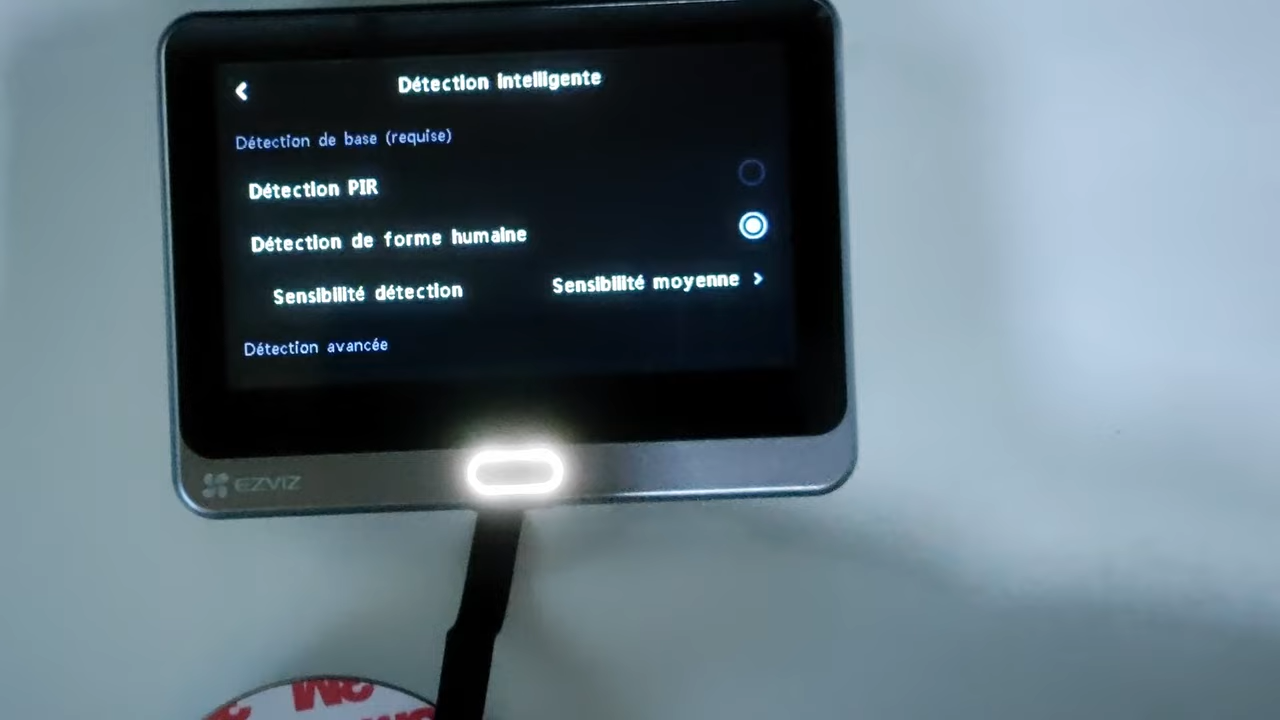 Détection intelligente
Détection de base (requise)
Détection PIR
Détection de forme humaine
Sensibilité détection Sensibilité moyenne
Détection avancée
EZVIZ
3M